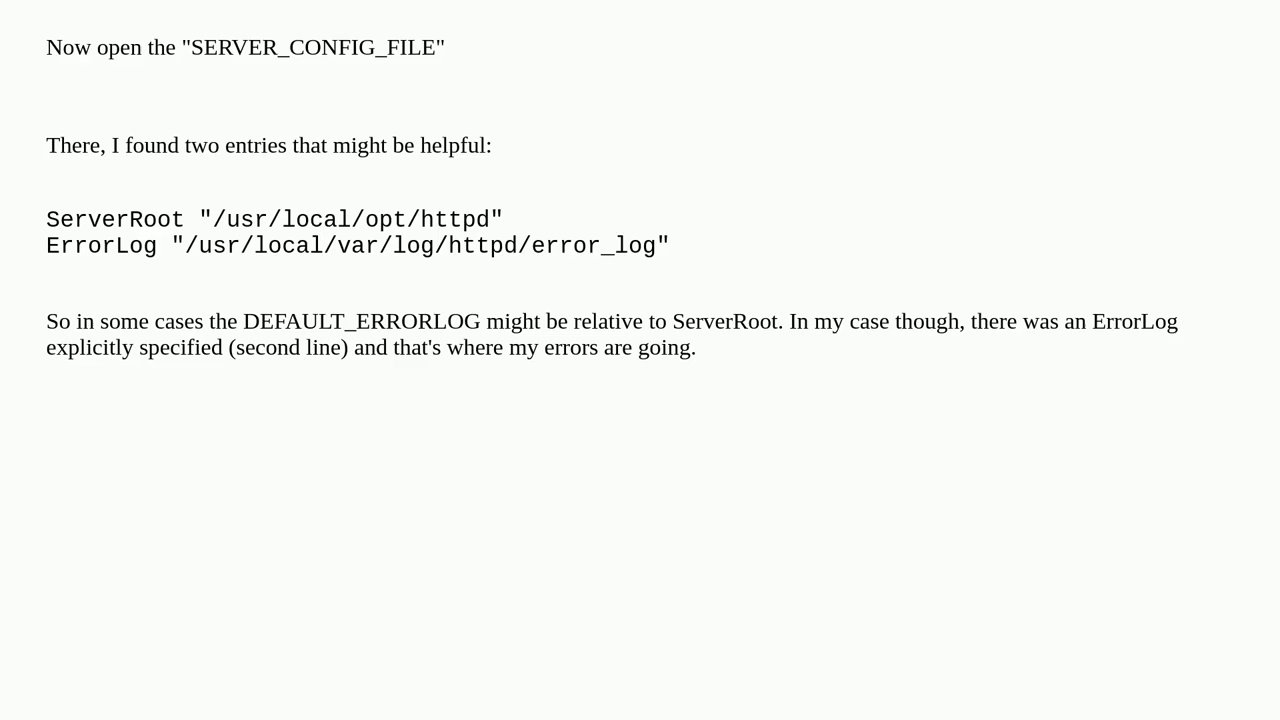 Now open the "SERVER_CONFIG_FILE"
There, I found two entries that might be helpful:
ServerRoot "/usr/local/opt/httpd"
ErrorLog "/usr/local/var/log/httpd/error_log"
So in some cases the DEFAULT_ERRORLOG might be relative to ServerRoot. In my case though, there was an ErrorLog
explicitly specified (second line) and that's where my errors are going.